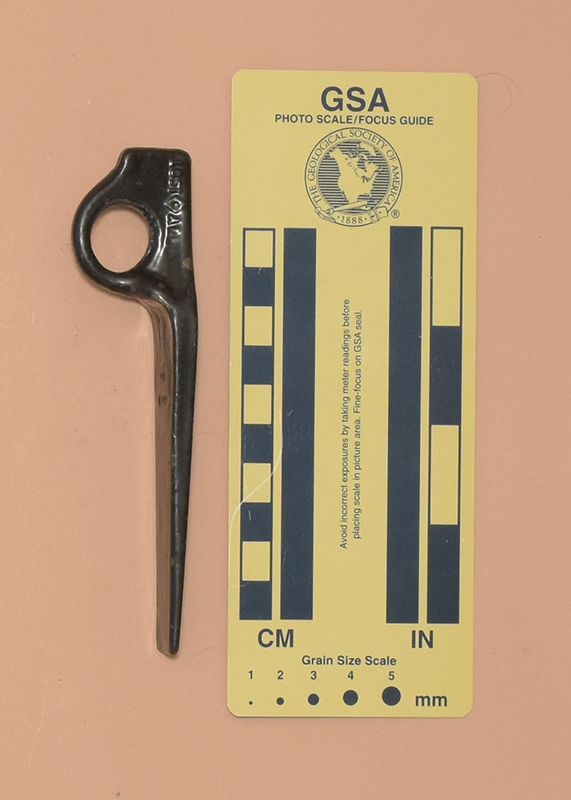 GSA
PHOTO SCALE/FOCUS GUIDE
THE GEOLOGICAL SOCIETY OF AMERICA
1888
®
Avoid incorrect exposures by taking meter readings before
placing scale in picture area. Fine-focus on GSA seal.
CM
IN
Grain Size Scale
1 2 3 4 5
mm